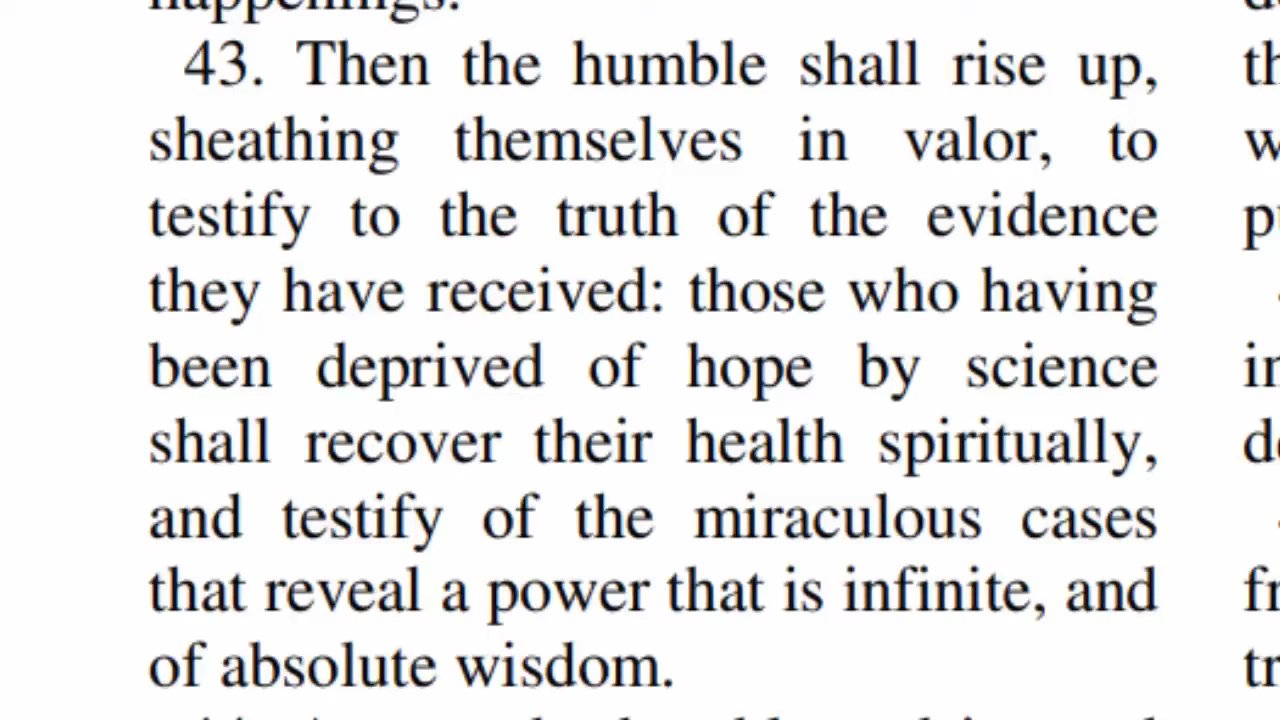 happenings.
43. Then the humble shall rise up,
sheathing themselves in valor, to
testify to the truth of the evidence
they have received: those who having
been deprived of hope by science
shall recover their health spiritually,
and testify of the miraculous cases
that reveal a power that is infinite, and
of absolute wisdom.